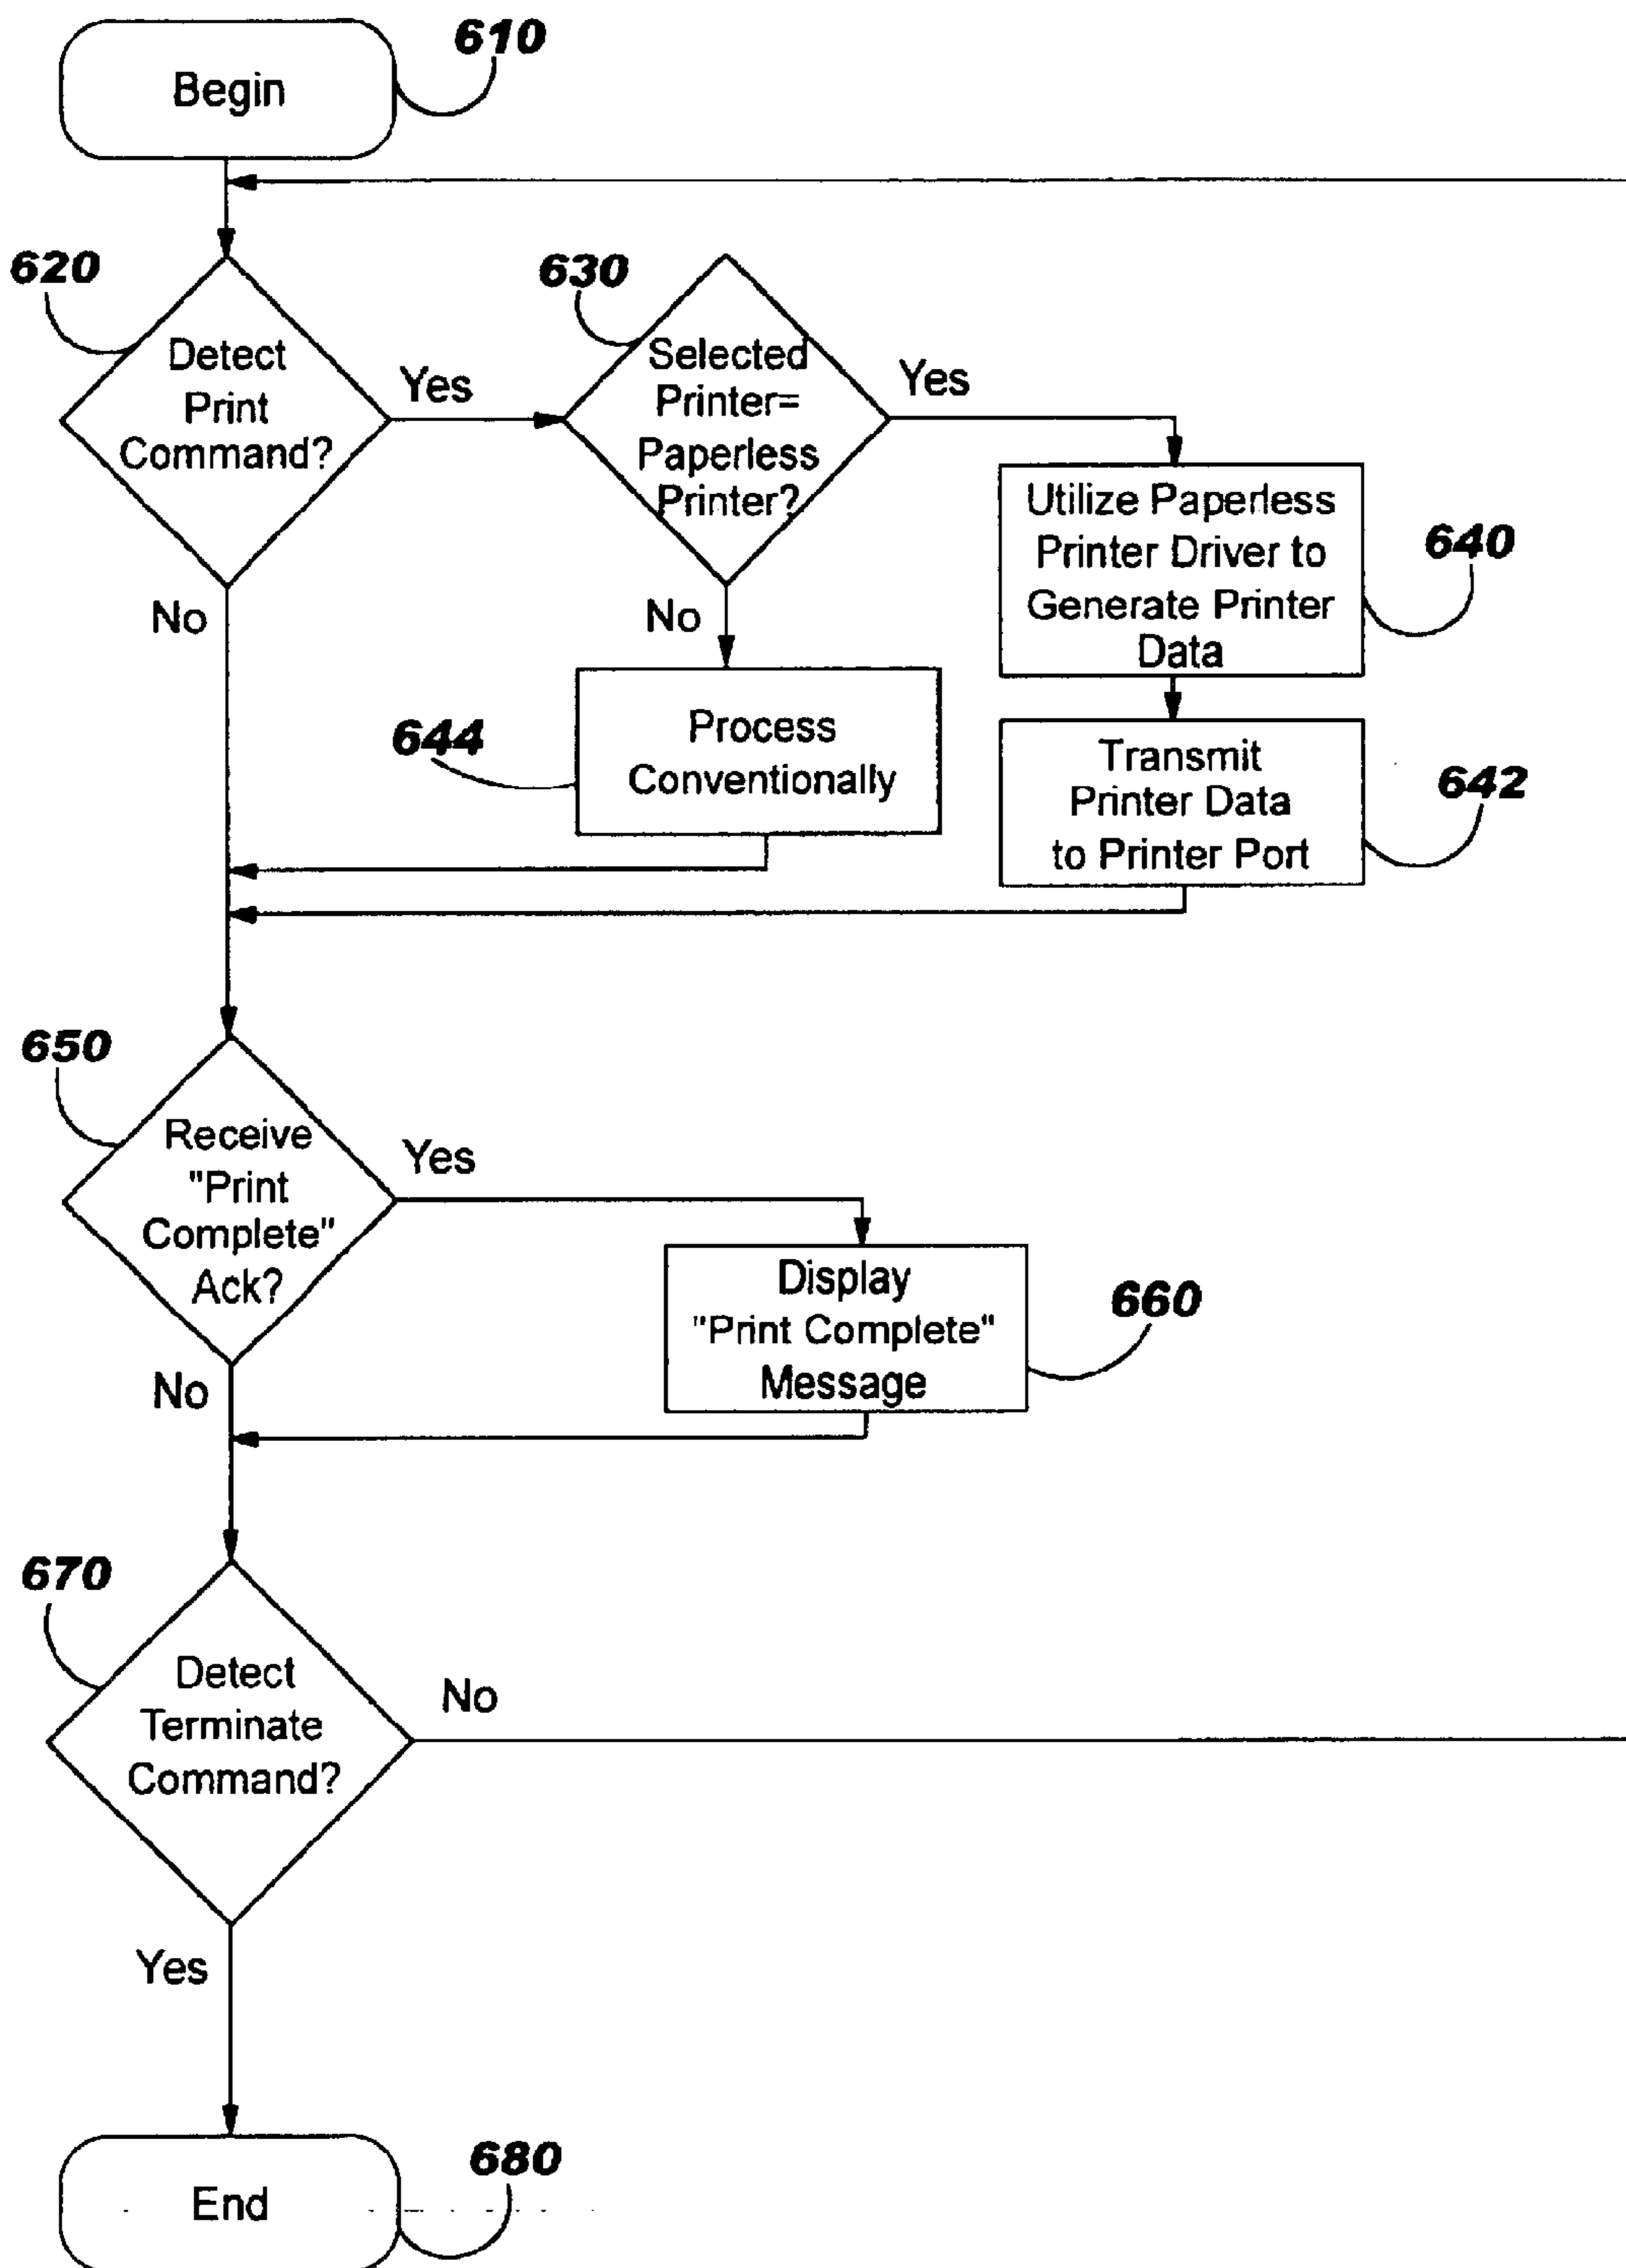 610
Begin
620
Detect
Print
Command?
Yes
No
630
Selected
Printer=
Paperless
Printer?
Yes
No
Utilize Paperless
Printer Driver to
Generate Printer
Data
640
644
Process
Conventionally
Transmit
Printer Data
to Printer Port
642
650
Receive
"Print
Complete"
Ack?
Yes
No
Display
"Print Complete"
Message
660
670
Detect
Terminate
Command?
No
Yes
End
680